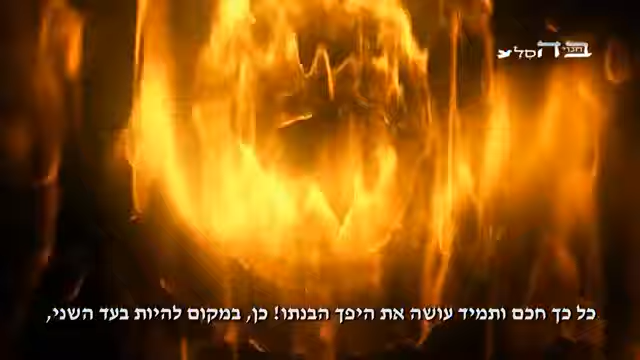 כל כך חכם ותמיד עושה את היפך הבנתו! כן, במקום להיות בעד השני,